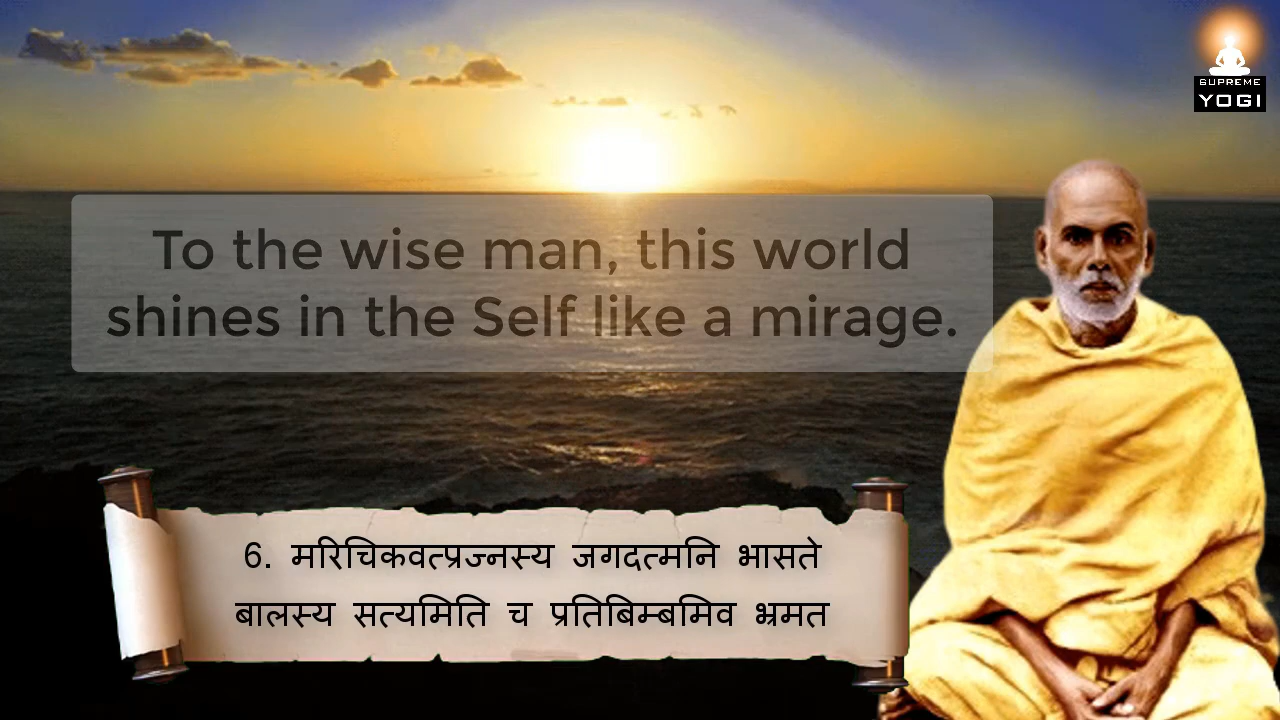 SUPREME
YOGI
To the wise man, this world
shines in the Self like a mirage.
6. मरिचिकवत्प्रज्नस्य जगदत्मनि भासते
बालस्य सत्यमिति च प्रतिबिम्बमिव भ्रमत